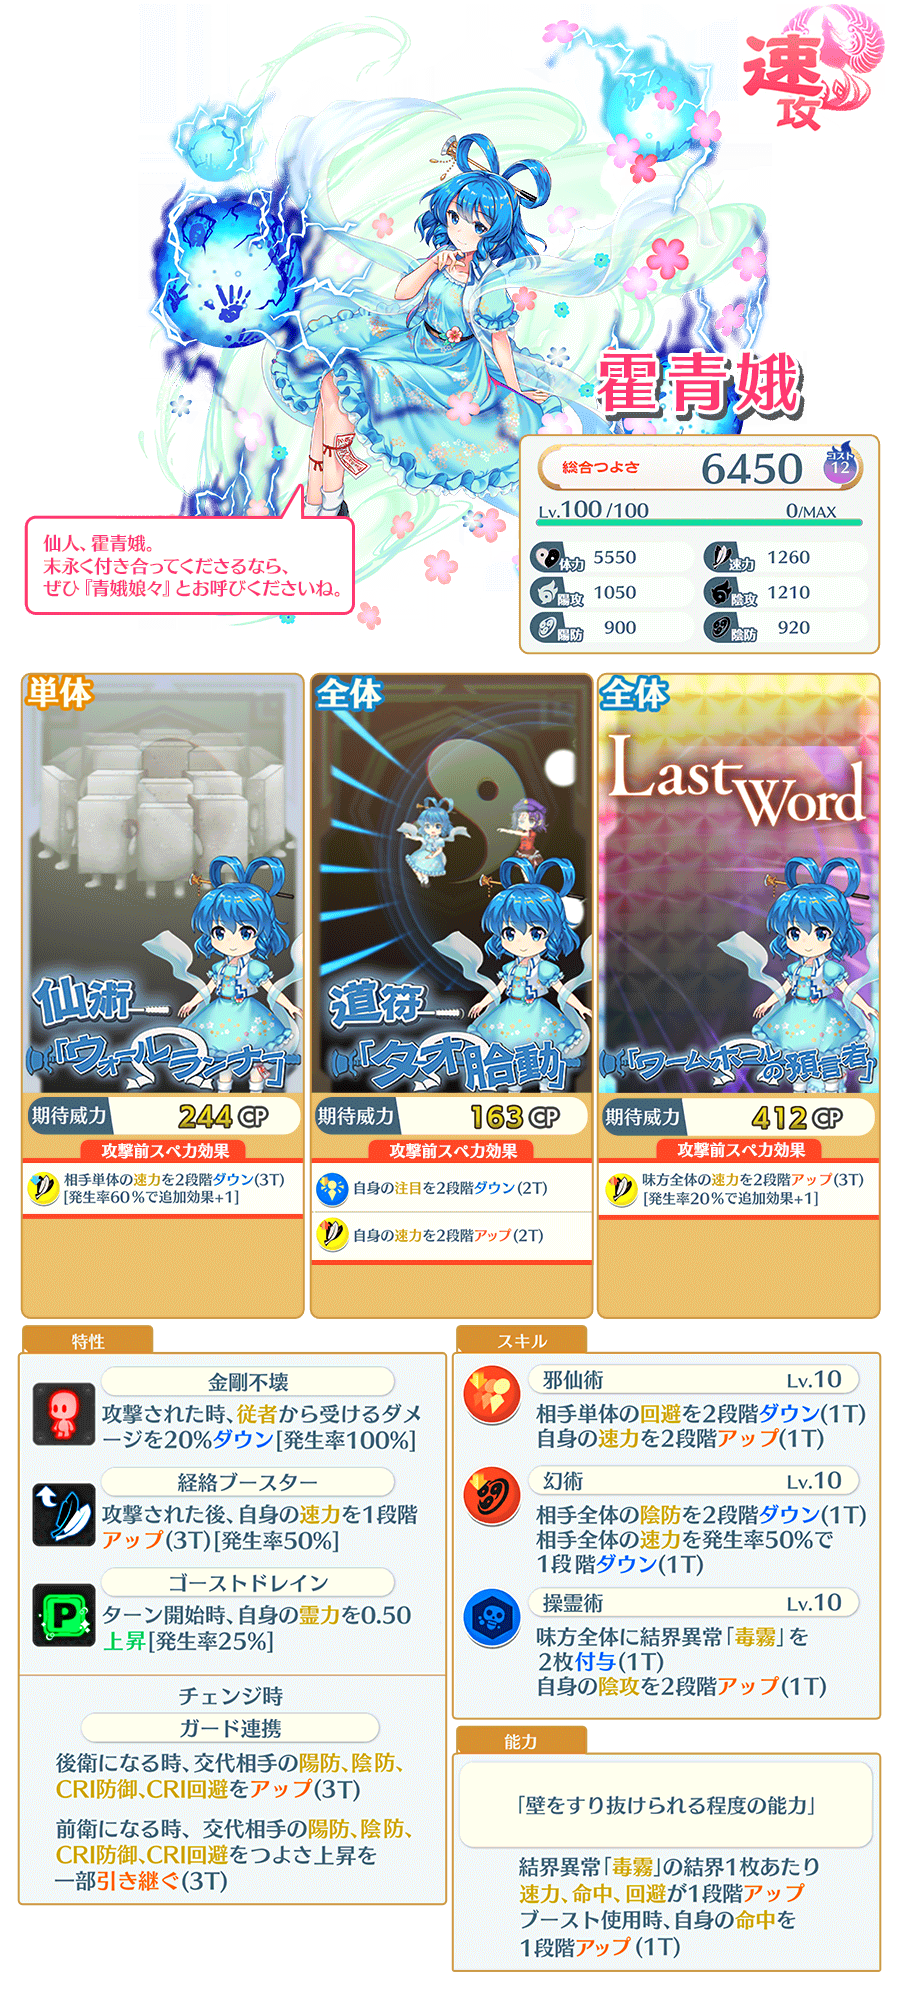 速攻
霍青娥
総合つよさ 6450 コスト 12
Lv.100/100 0/MAX
体力 5550 速力 1260
陽攻 1050 陰攻 1210
陽防 900 陰防 920
仙人、霍青娥。
末永く付き合ってくださるなら、
ぜひ『青娥娘々』とお呼びくださいね。
単体
仙術
「ウォールランナー」
期待威力 244CP
攻撃前スペカ効果
相手単体の速力を2段階ダウン(3T)
[発生率60%で追加効果+1]
全体
道符
「タオ胎動」
期待威力 163CP
攻撃前スペカ効果
自身の注目を2段階ダウン(2T)
自身の速力を2段階アップ(2T)
全体
Last Word
「ワームホールの預言者」
期待威力 412CP
攻撃前スペカ効果
味方全体の速力を2段階アップ(3T)
[発生率20%で追加効果+1]
特性
金剛不壊
攻撃された時、従者から受けるダメ
ージを20%ダウン[発生率100%]
経絡ブースター
攻撃された後、自身の速力を1段階
アップ(3T)[発生率50%]
P
ゴーストドレイン
ターン開始時、自身の霊力を0.50
上昇[発生率25%]
チェンジ時
ガード連携
後衛になる時、交代相手の陽防、陰防、
CRI防御、CRI回避をアップ(3T)
前衛になる時、交代相手の陽防、陰防、
CRI防御、CRI回避をつよさ上昇を
一部引き継ぐ(3T)
スキル
邪仙術 Lv.10
相手単体の回避を2段階ダウン(1T)
自身の速力を2段階アップ(1T)
幻術 Lv.10
相手全体の陰防を2段階ダウン(1T)
相手全体の速力を発生率50%で
1段階ダウン(1T)
操霊術 Lv.10
味方全体に結界異常「毒霧」を
2枚付与(1T)
自身の陰攻を2段階アップ(1T)
能力
「壁をすり抜けられる程度の能力」
結界異常「毒霧」の結界1枚あたり
速力、命中、回避が1段階アップ
ブースト使用時、自身の命中を
1段階アップ(1T)